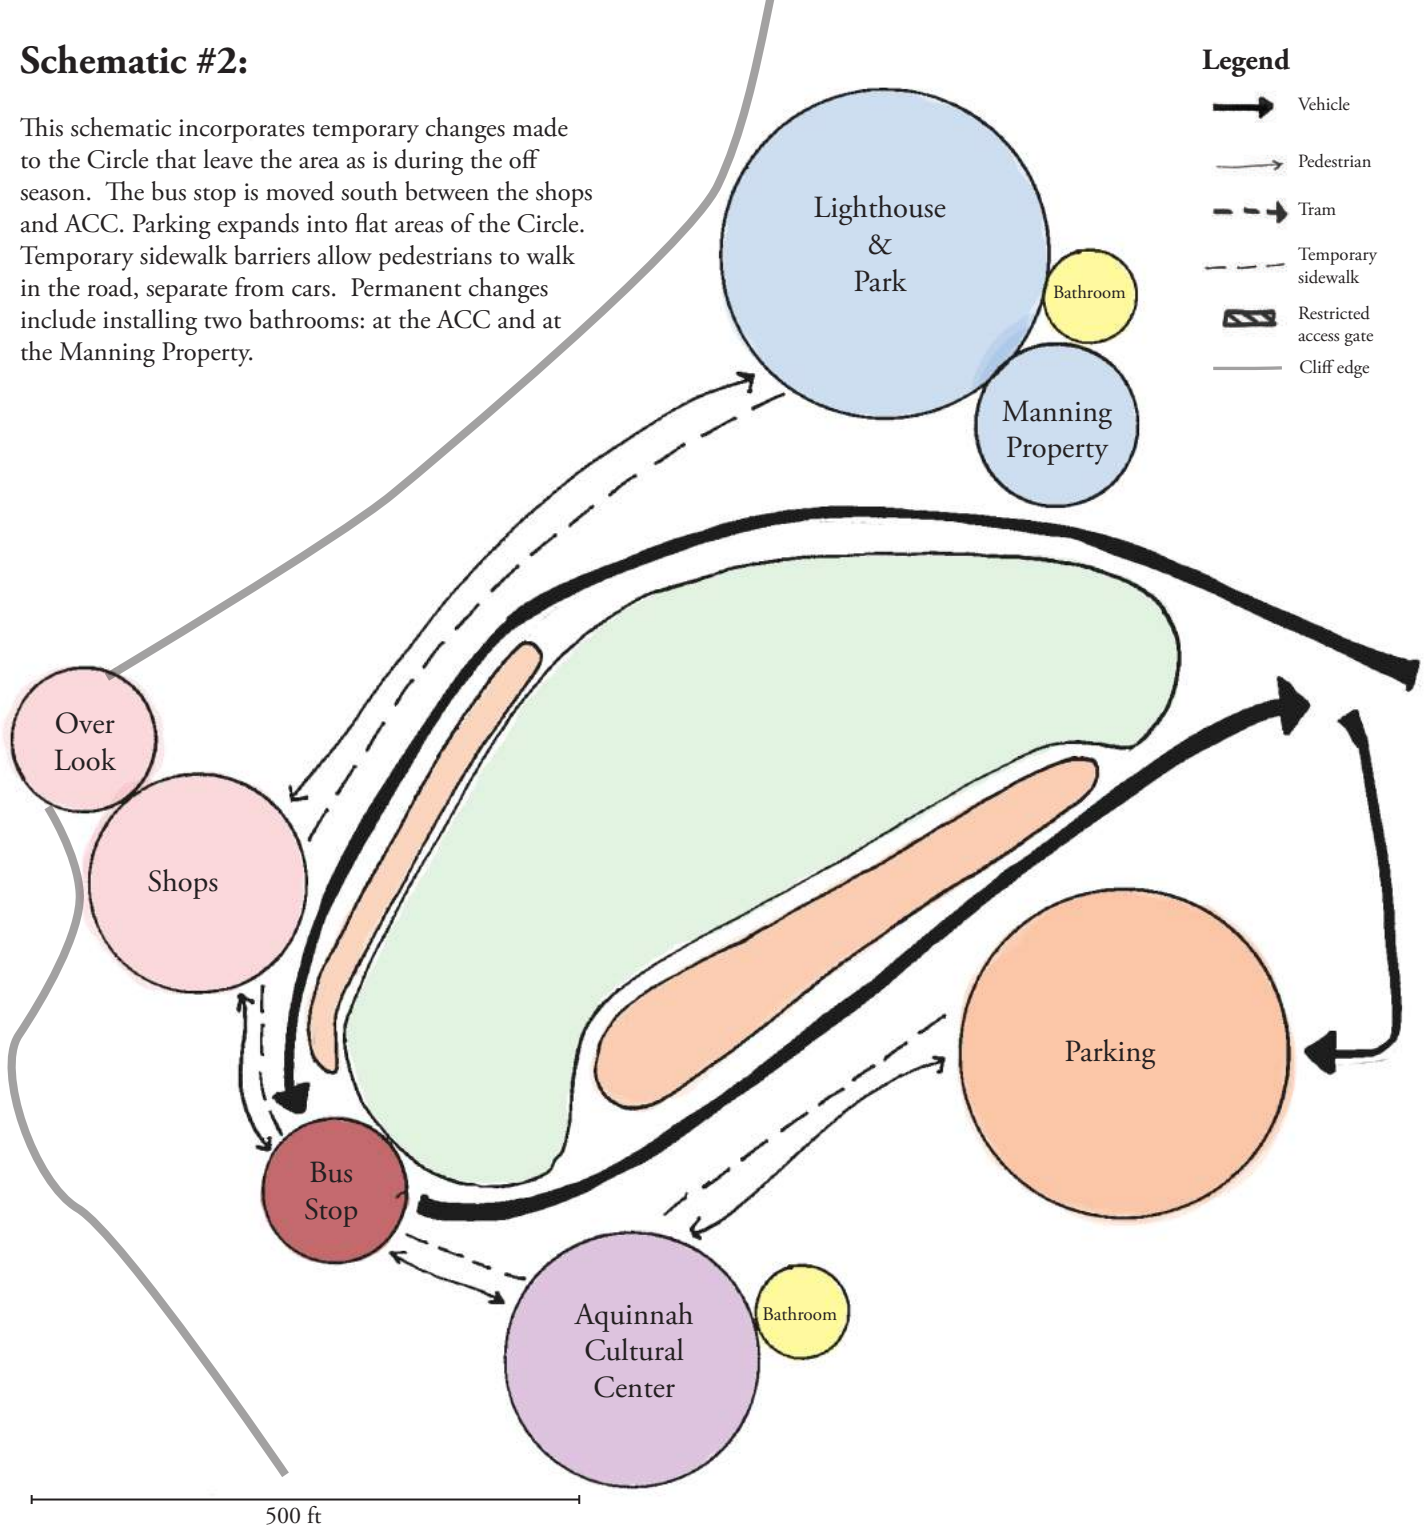 Schematic #2:
This schematic incorporates temporary changes made
to the Circle that leave the area as is during the off
season.  The bus stop is moved south between the shops
and ACC. Parking expands into flat areas of the Circle.
Temporary sidewalk barriers allow pedestrians to walk
in the road, separate from cars.  Permanent changes
include installing two bathrooms: at the ACC and at
the Manning Property.
Legend
Vehicle
Pedestrian
Tram
Temporary
sidewalk
Restricted
access gate
Cliff edge
Lighthouse
&
Park
Bathroom
Manning
Property
Over
Look
Shops
Parking
Bus
Stop
Aquinnah
Cultural
Center
Bathroom
500 ft